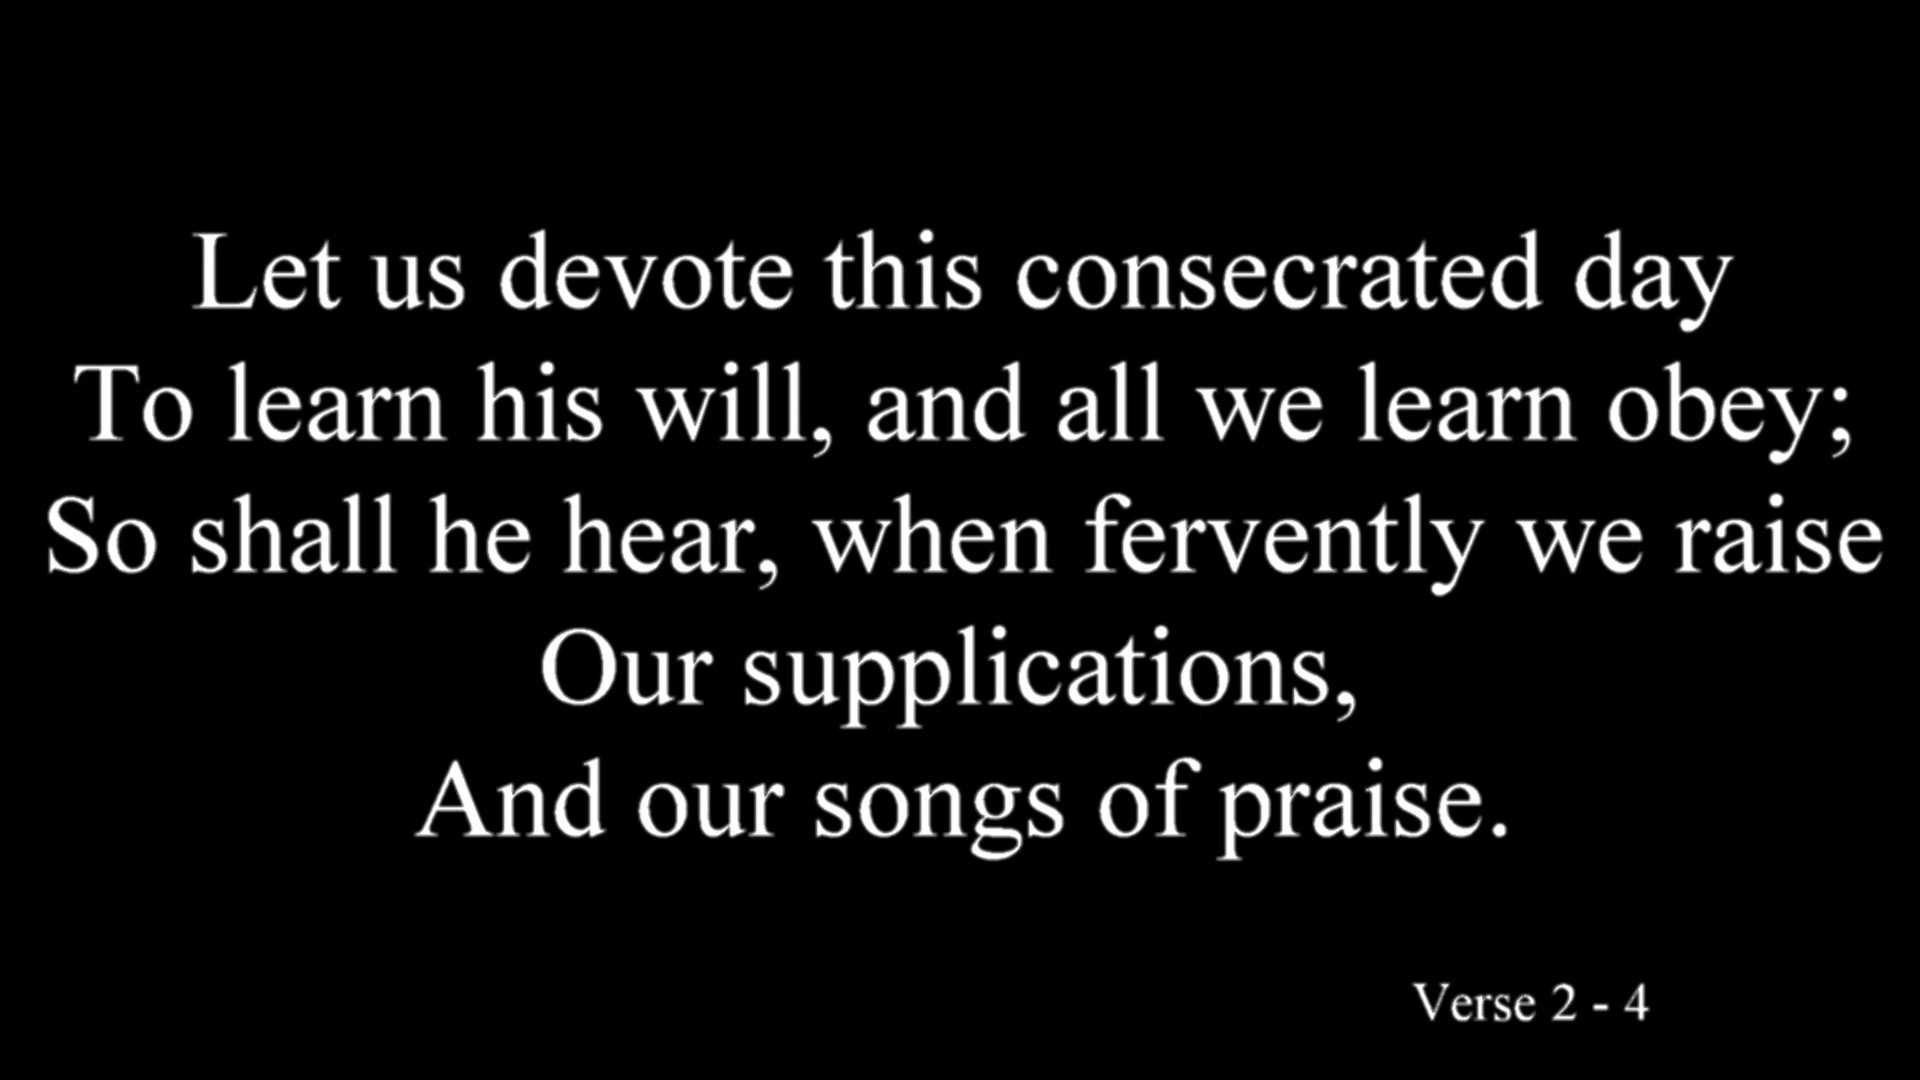 Let us devote this consecrated day
To learn his will, and all we learn obey;
So shall he hear, when fervently we raise
Our supplications,
And our songs of praise.
Verse 2 - 4